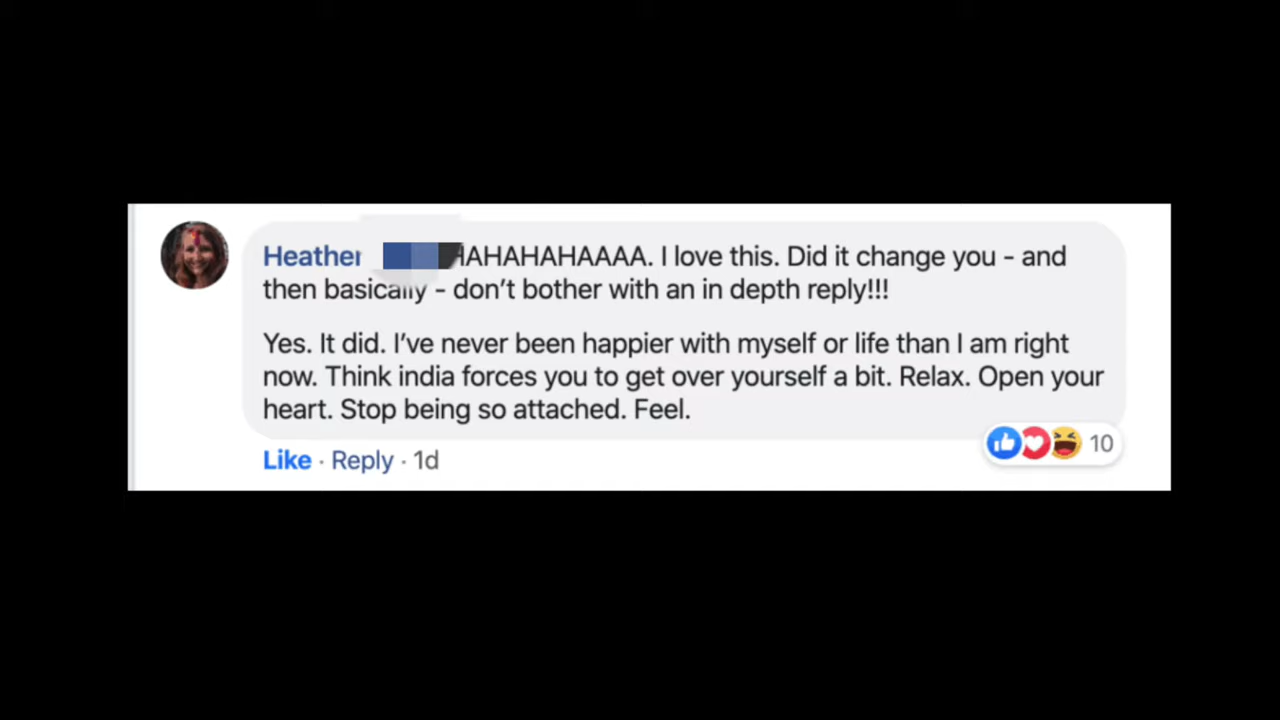 Heather HAHAHAHAAAA. I love this. Did it change you - and
then basically - don't bother with an in depth reply!!!
Yes. It did. I've never been happier with myself or life than I am right
now. Think india forces you to get over yourself a bit. Relax. Open your
heart. Stop being so attached. Feel.
10
Like · Reply · 1d